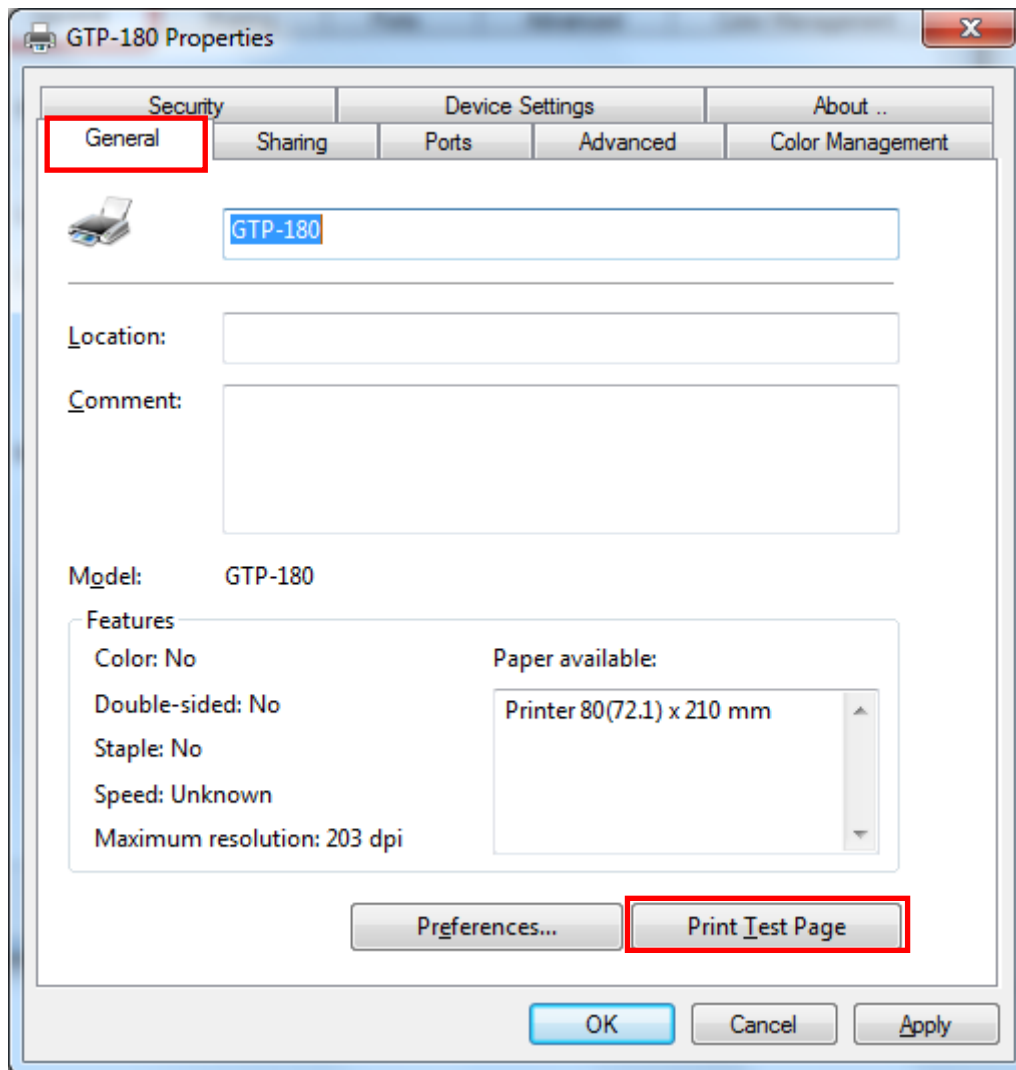 GTP-180 Properties
Security Device Settings About ..
General Sharing Ports Advanced Color Management
GTP-180
Location:
Comment:
Model: GTP-180
Features
Color: No
Paper available:
Double-sided: No
Printer 80(72.1) x 210 mm
Staple: No
Speed: Unknown
Maximum resolution: 203 dpi
Preferences... Print Test Page
OK Cancel Apply